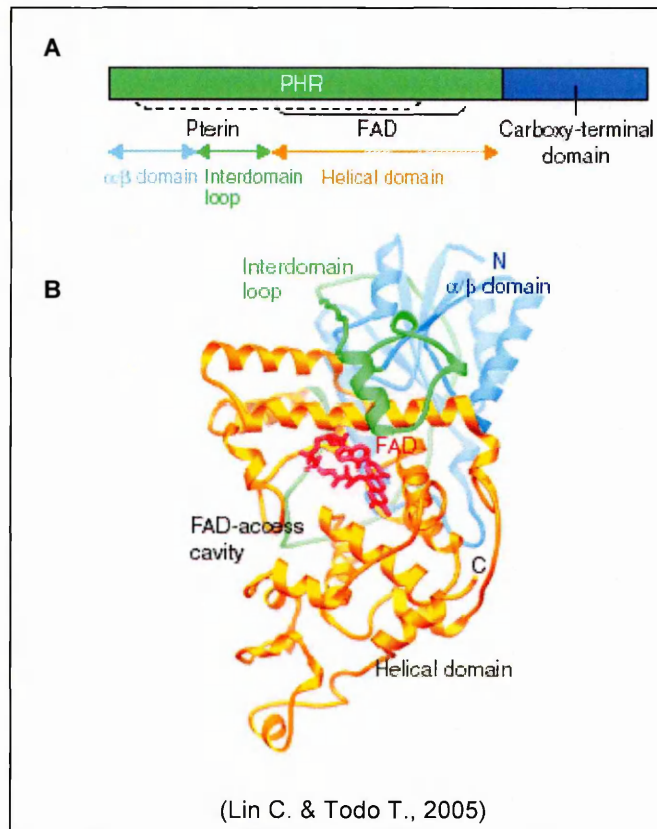 A
PHR
Pterin FAD Carboxy-terminal
domain
α/β domain Interdomain Helical domain
loop
B
Interdomain
loop
N
α/β domain
FAD
FAD-access
cavity
C
Helical domain
(Lin C. & Todo T., 2005)